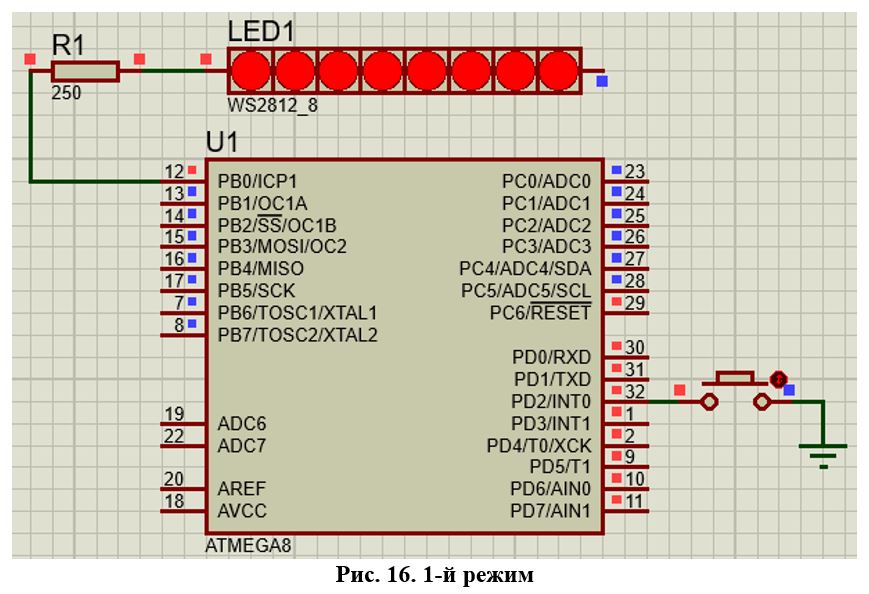 R1
LED1
250
WS2812_8
U1
12 PB0/ICP1 PC0/ADC0 23
13 PB1/OC1A PC1/ADC1 24
14 PB2/SS/OC1B PC2/ADC2 25
15 PB3/MOSI/OC2 PC3/ADC3 26
16 PB4/MISO PC4/ADC4/SDA 27
17 PB5/SCK PC5/ADC5/SCL 28
7 PB6/TOSC1/XTAL1 PC6/RESET 29
8 PB7/TOSC2/XTAL2
PD0/RXD 30
PD1/TXD 31
PD2/INT0 32
19 ADC6 PD3/INT1 1
22 ADC7 PD4/T0/XCK 2
PD5/T1 9
20 AREF PD6/AIN0 10
18 AVCC PD7/AIN1 11
ATMEGA8
Рис. 16. 1-й режим